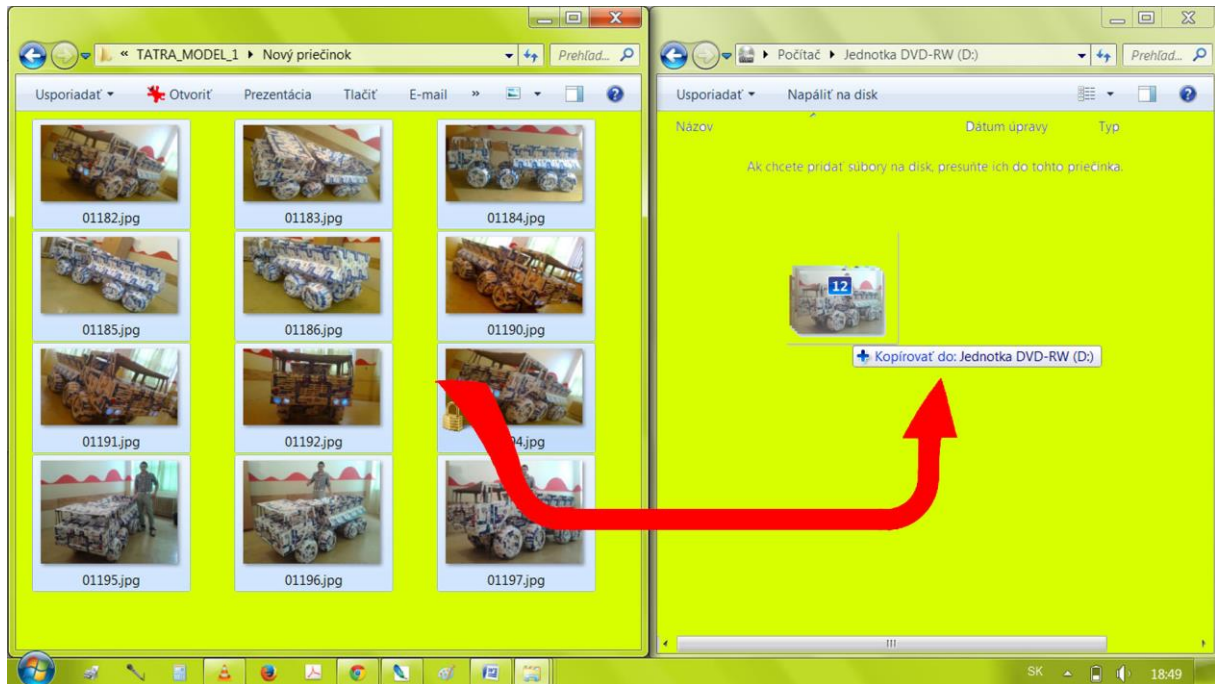 « TATRA_MODEL_1 ▸ Nový priečinok
Prehľad...
Usporiadať
Otvoriť
Prezentácia
Tlačiť
E-mail
»
01182.jpg
01183.jpg
01184.jpg
01185.jpg
01186.jpg
01190.jpg
01191.jpg
01192.jpg
94.jpg
01195.jpg
01196.jpg
01197.jpg
▸ Počítač ▸ Jednotka DVD-RW (D:)
Prehľad...
Usporiadať
Napáliť na disk
Názov
Dátum úpravy
Typ
Ak chcete pridať súbory na disk, presuňte ich do tohto priečinka.
12
Kopírovať do: Jednotka DVD-RW (D:)
SK
18:49